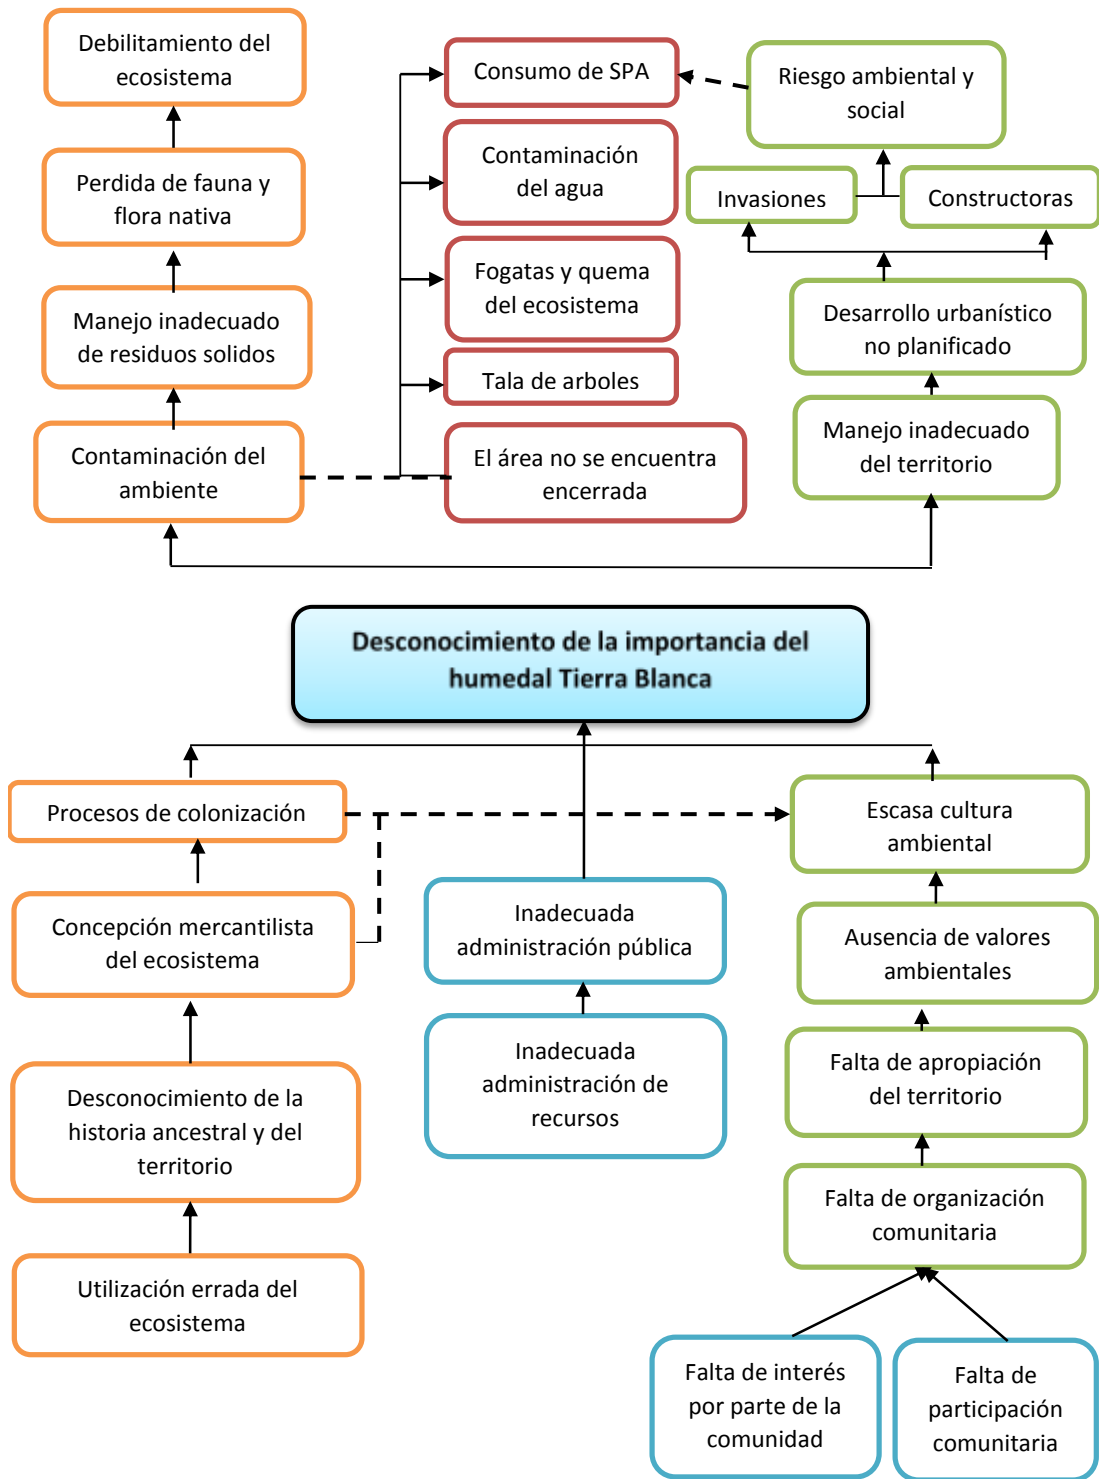 Debilitamiento del
ecosistema
Perdida de fauna y
flora nativa
Manejo inadecuado
de residuos solidos
Contaminación del
ambiente
Consumo de SPA
Contaminación
del agua
Fogatas y quema
del ecosistema
Tala de arboles
El área no se encuentra
encerrada
Riesgo ambiental y
social
Invasiones
Constructoras
Desarrollo urbanístico
no planificado
Manejo inadecuado
del territorio
Desconocimiento de la importancia del
humedal Tierra Blanca
Procesos de colonización
Concepción mercantilista
del ecosistema
Desconocimiento de la
historia ancestral y del
territorio
Utilización errada del
ecosistema
Inadecuada
administración pública
Inadecuada
administración de
recursos
Escasa cultura
ambiental
Ausencia de valores
ambientales
Falta de apropiación
del territorio
Falta de organización
comunitaria
Falta de interés
por parte de la
comunidad
Falta de
participación
comunitaria